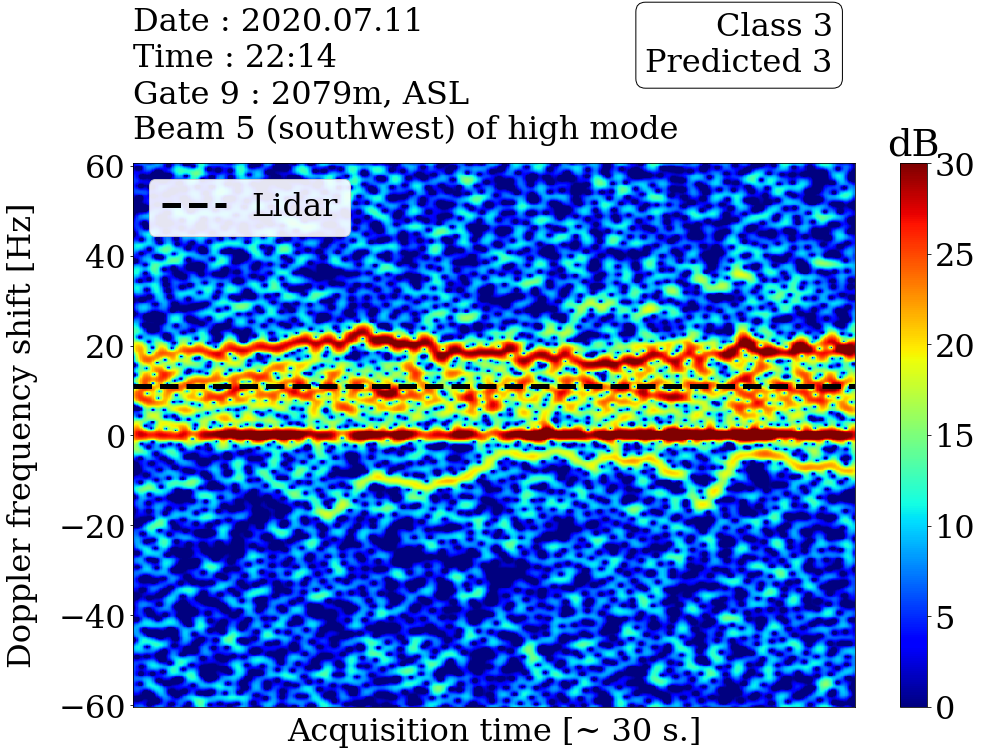 Date : 2020.07.11
Time : 22:14
Gate 9 : 2079m, ASL
Beam 5 (southwest) of high mode
Class 3
Predicted 3
dB
30
25
20
15
10
5
0
Lidar
60
40
20
0
−20
−40
−60
Doppler frequency shift [Hz]
Acquisition time [~ 30 s.]